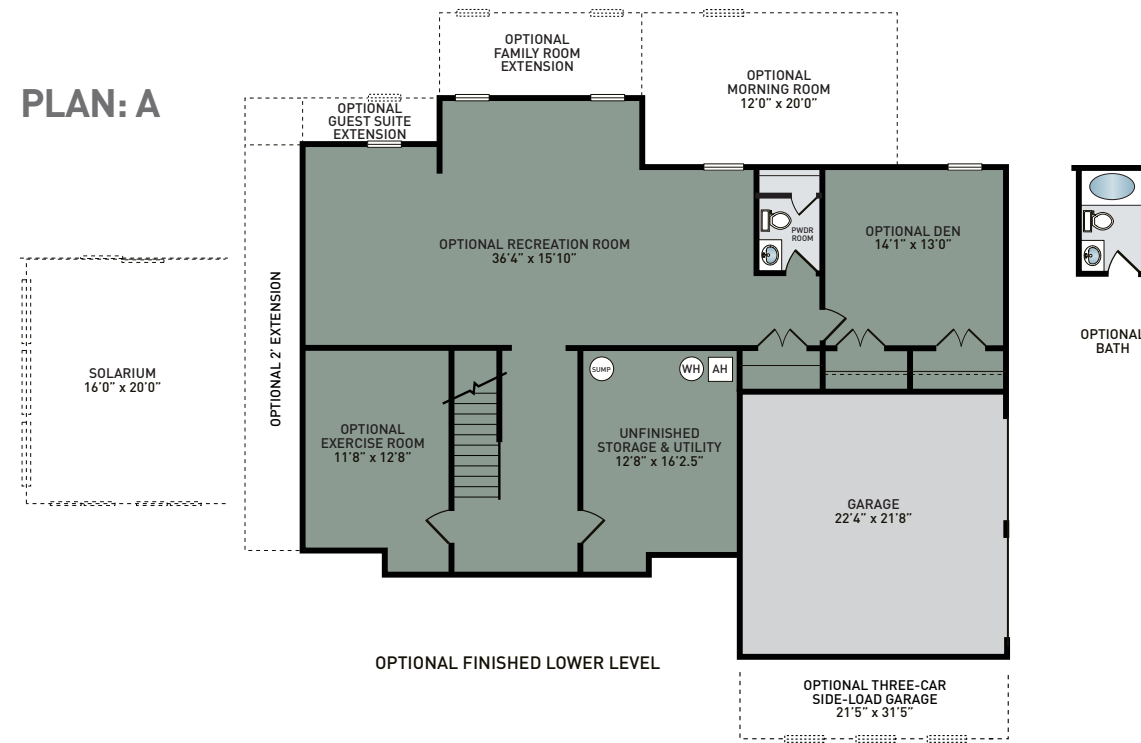 PLAN: A
OPTIONAL
FAMILY ROOM
EXTENSION
OPTIONAL
MORNING ROOM
12'0" x 20'0"
OPTIONAL
GUEST SUITE
EXTENSION
OPTIONAL RECREATION ROOM
36'4" x 15'10"
PWDR
ROOM
OPTIONAL DEN
14'1" x 13'0"
OPTIONAL
BATH
OPTIONAL 2' EXTENSION
SOLARIUM
16'0" x 20'0"
SUMP
WH
AH
OPTIONAL
EXERCISE ROOM
11'8" x 12'8"
UNFINISHED
STORAGE & UTILITY
12'8" x 16'2.5"
GARAGE
22'4" x 21'8"
OPTIONAL FINISHED LOWER LEVEL
OPTIONAL THREE-CAR
SIDE-LOAD GARAGE
21'5" x 31'5"